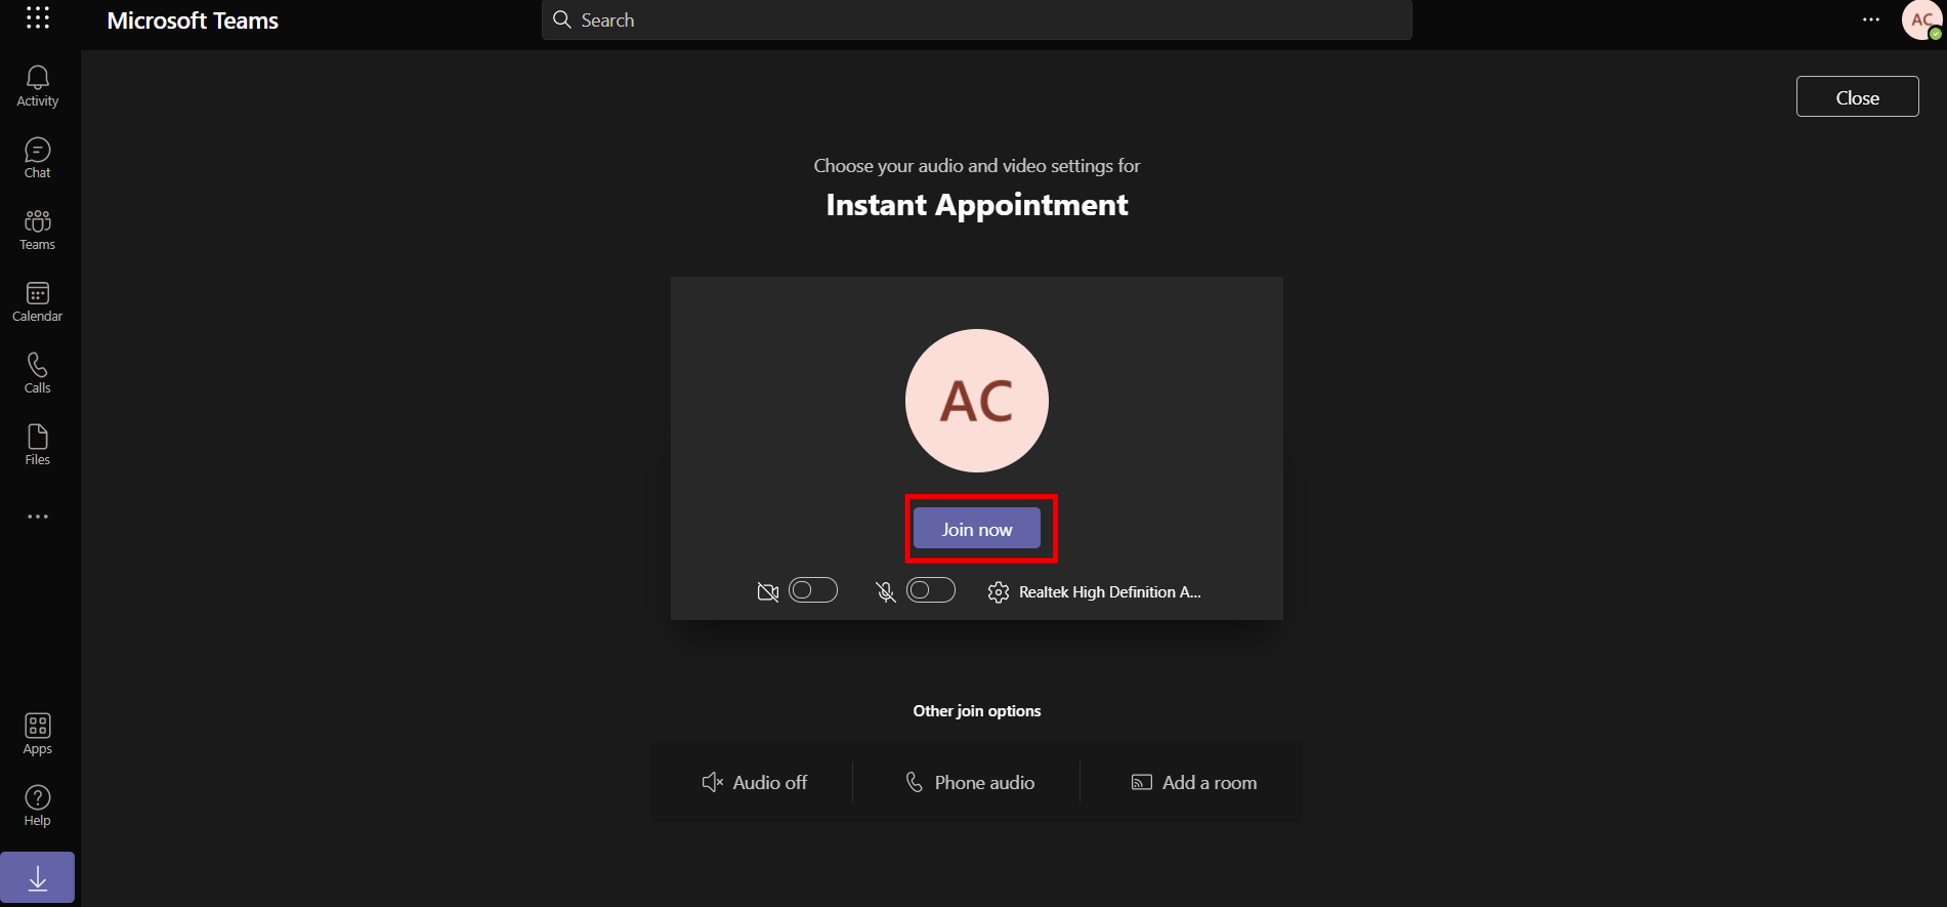 Microsoft Teams
Search
AC
Activity
Close
Chat
Choose your audio and video settings for
Instant Appointment
Teams
Calendar
AC
Calls
Files
Join now
Realtek High Definition A...
Other join options
Apps
Audio off
Phone audio
Add a room
Help